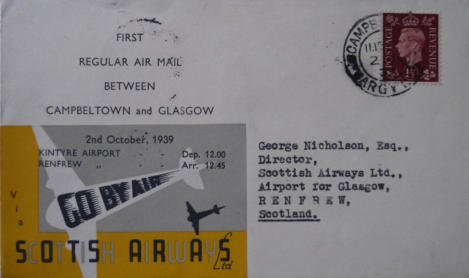 FIRST
REGULAR AIR MAIL
BETWEEN
CAMPBELTOWN and GLASGOW
2nd October, 1939
KINTYRE AIRPORT - - Dep. 12.00
RENFREW „ - - Arr. 12.45
GO BY AIR
Via
SCOTTISH AIRWAYS Ltd
POSTAGE
REVENUE
ARGY
George Nicholson, Esq.,
Director,
Scottish Airways Ltd.,
Airport for Glasgow,
RENFREW,
Scotland.